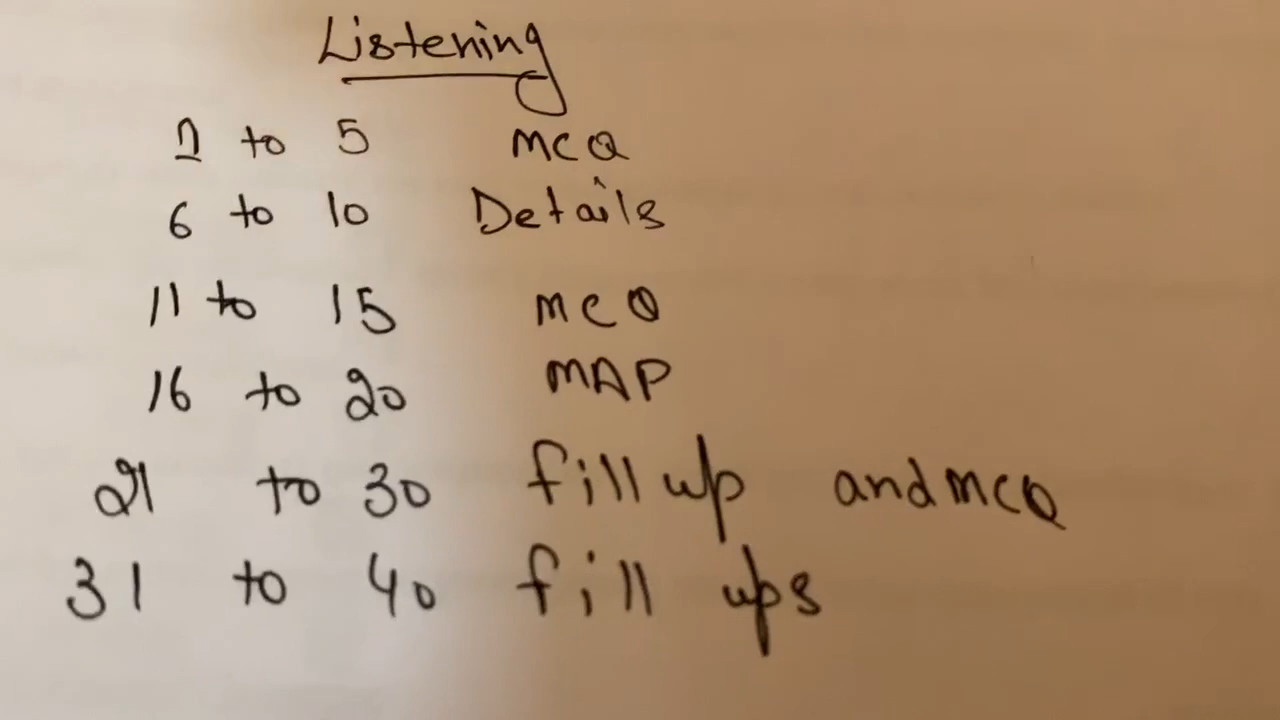 Listening
1 to 5 MCQ
6 to 10 Details
11 to 15 MCQ
16 to 20 MAP
21 to 30 fill up and MCQ
31 to 40 fill ups